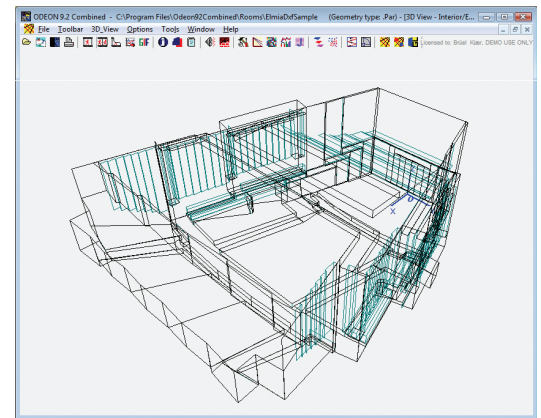 ODEON 9.2 Combined - C:\Program Files\Odeon92Combined\Rooms\ElmiaDxfSample (Geometry type: .Par) - [3D View - Interior/E...
File Toolbar 3D_View Options Tools Window Help
GIF
Licensed to: Brüel Kjær, DEMO USE ONLY
X